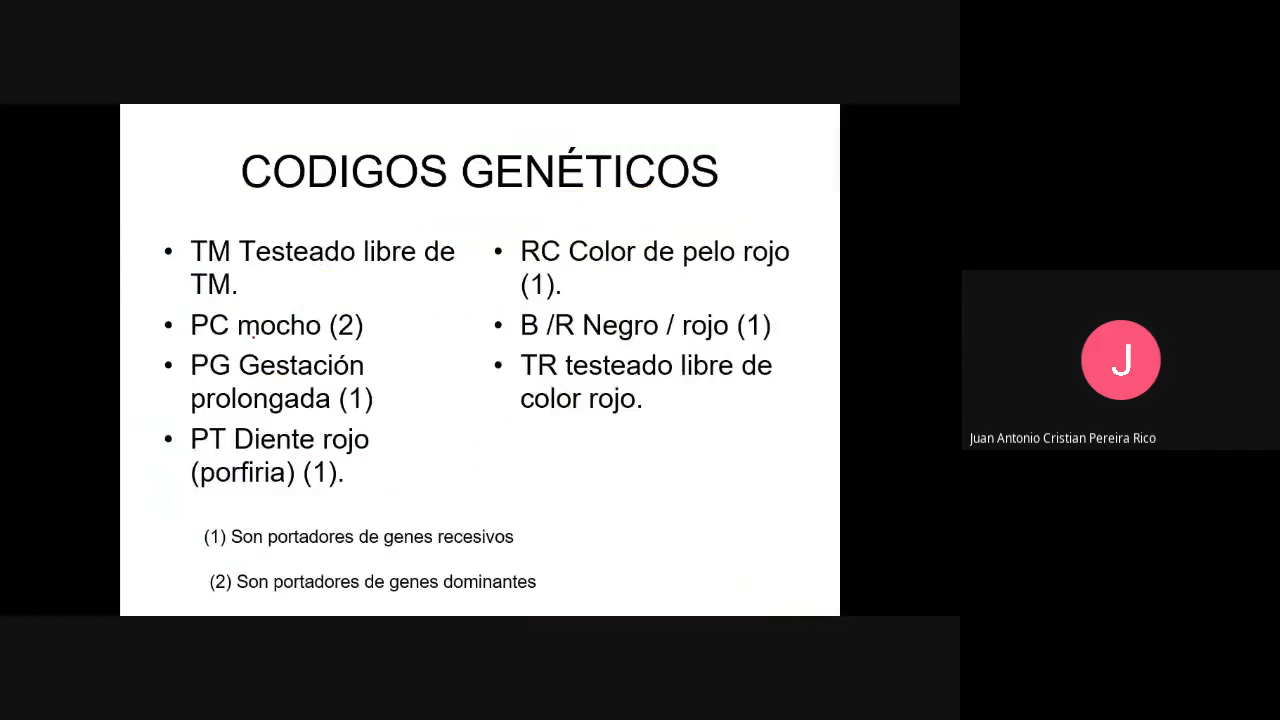 CODIGOS GENÉTICOS
• TM Testeado libre de
TM.
• PC mocho (2)
• PG Gestación
prolongada (1)
• PT Diente rojo
(porfiria) (1).
• RC Color de pelo rojo
(1).
• B /R Negro / rojo (1)
• TR testeado libre de
color rojo.
(1) Son portadores de genes recesivos
(2) Son portadores de genes dominantes
J
Juan Antonio Cristian Pereira Rico